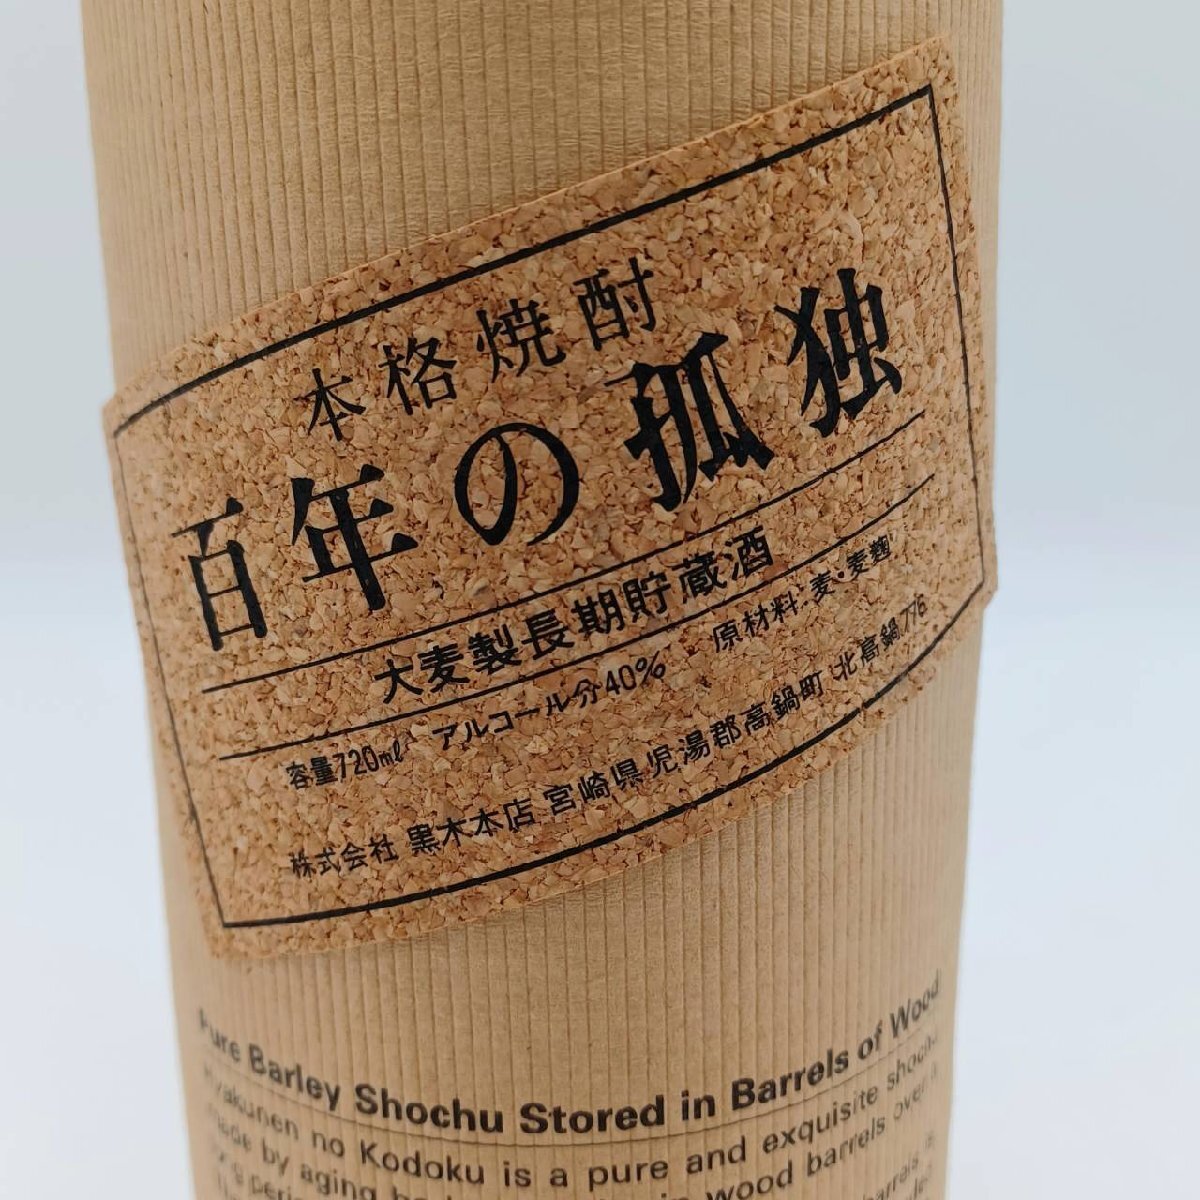 本格焼酎
百年の孤独
大麦製長期貯蔵酒
容量720ml アルコール分40% 原材料:麦・麦麹
株式会社 黒木本店 宮崎県児湯郡高鍋町 北高鍋776
Pure Barley Shochu Stored in Barrels of Wood
Hyakunen no Kodoku is a pure and exquisite shochu
made by aging in wood barrels over a
barrels